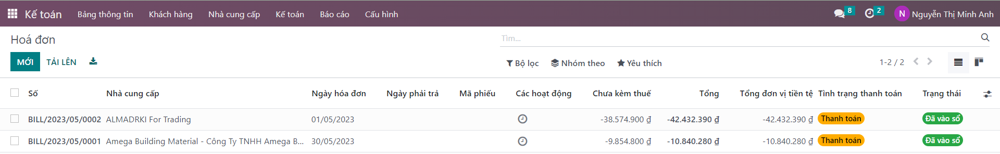 Kế toán Bảng thông tin Khách hàng Nhà cung cấp Kế toán Báo cáo Cấu hình 8 2 N Nguyễn Thị Minh Anh
Hoá đơn Tìm...
MỚI TẢI LÊN Bộ lọc Nhóm theo Yêu thích 1-2 / 2
Số Nhà cung cấp Ngày hóa đơn Ngày phải trả Mã phiếu Các hoạt động Chưa kèm thuế Tổng Tổng đơn vị tiền tệ Tình trạng thanh toán Trạng thái
BILL/2023/05/0002 ALMADRKI For Trading 01/05/2023 -38.574.900 ₫ -42.432.390 ₫ -42.432.390 ₫ Thanh toán Đã vào sổ
BILL/2023/05/0001 Amega Building Material - Công Ty TNHH Amega B... 30/05/2023 -9.854.800 ₫ -10.840.280 ₫ -10.840.280 ₫ Thanh toán Đã vào sổ